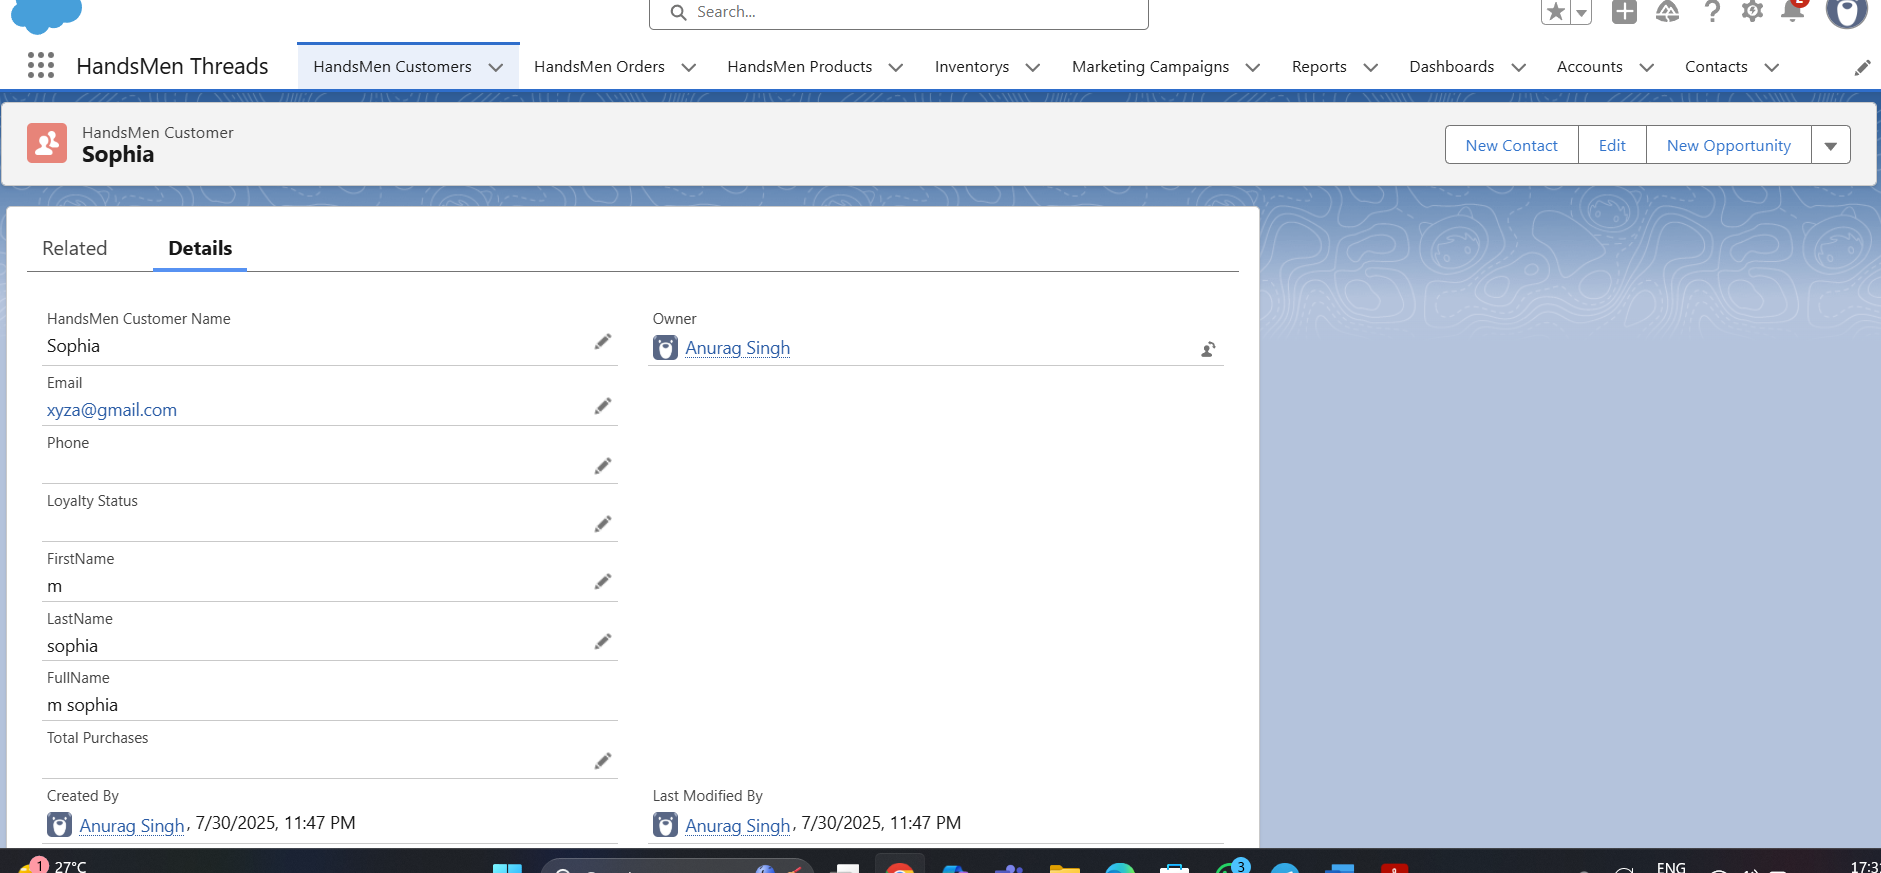 Search...
2
HandsMen Threads
HandsMen Customers
HandsMen Orders
HandsMen Products
Inventorys
Marketing Campaigns
Reports
Dashboards
Accounts
Contacts
HandsMen Customer
Sophia
New Contact
Edit
New Opportunity
Related
Details
HandsMen Customer Name
Sophia
Owner
Anurag Singh
Email
xyza@gmail.com
Phone
Loyalty Status
FirstName
m
LastName
sophia
FullName
m sophia
Total Purchases
Created By
Anurag Singh, 7/30/2025, 11:47 PM
Last Modified By
Anurag Singh, 7/30/2025, 11:47 PM
1
27°C
3
ENG